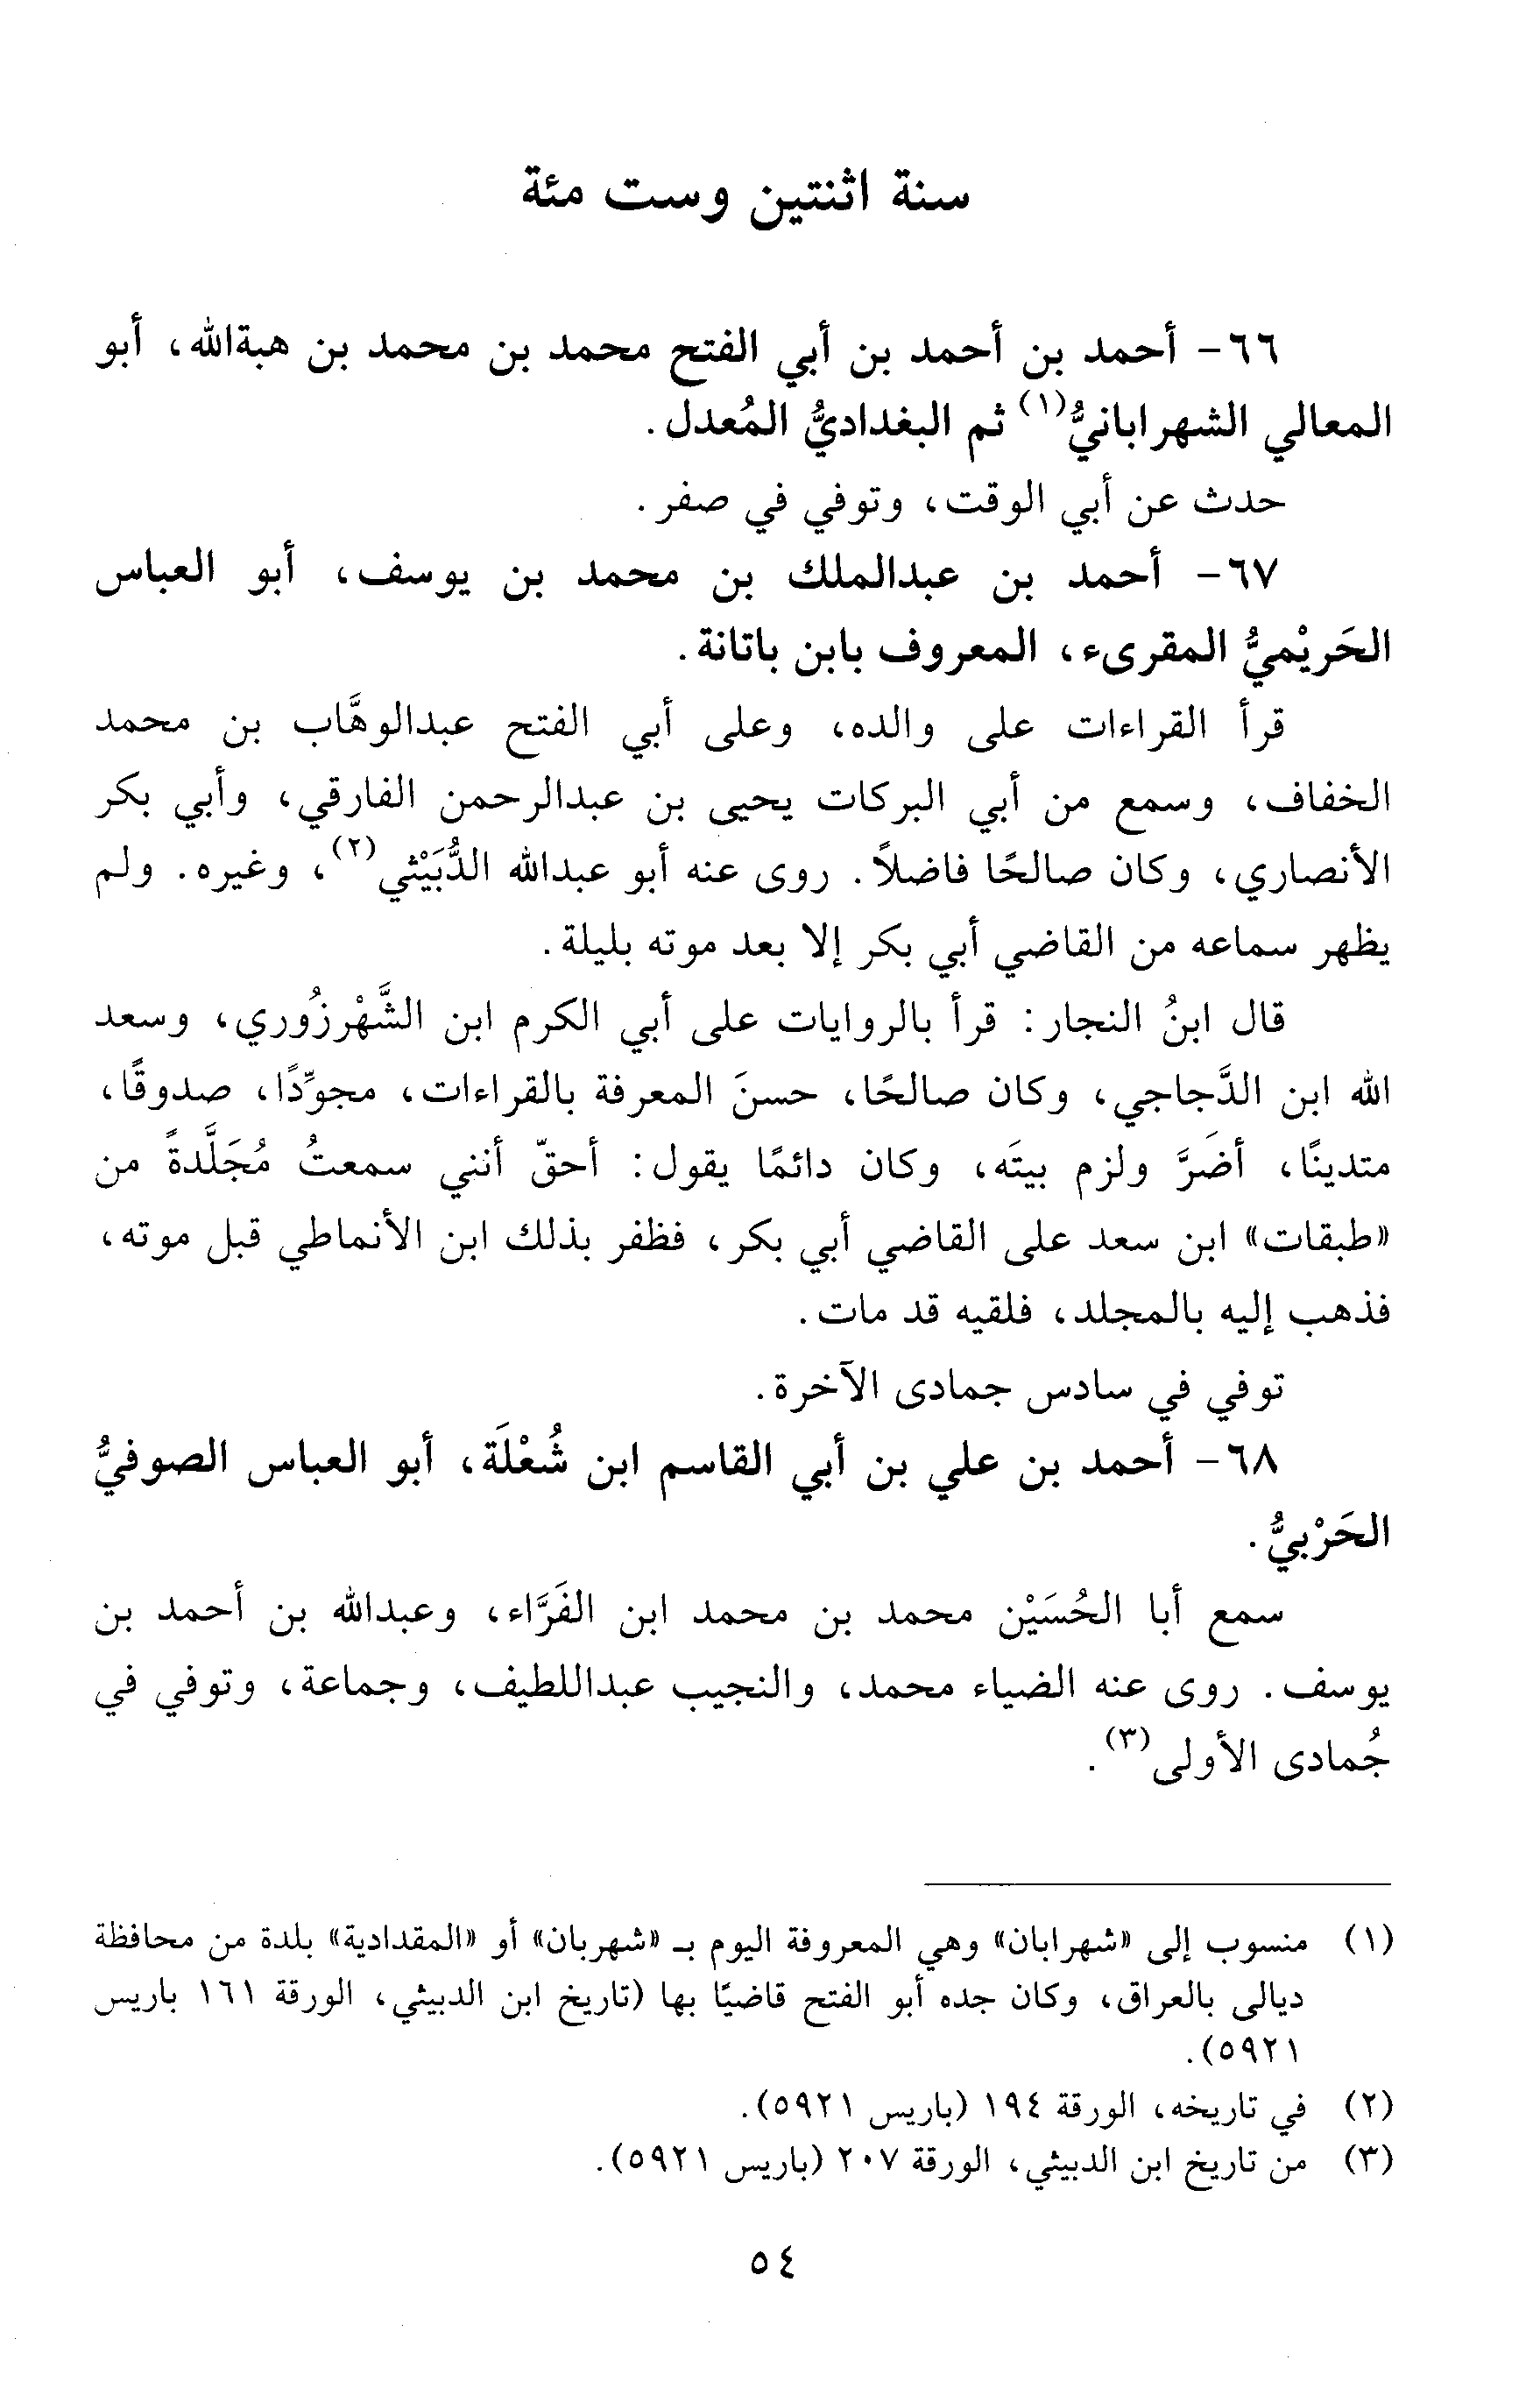 سنة اثنتين وست مئة
٦٦- أحمد بن أحمد بن أبي الفتح محمد بن محمد بن هبةالله، أبو
المعالي الشهرابانيُّ(١) ثم البغداديُّ المُعدل.
حدث عن أبي الوقت، وتوفي في صفر.
٦٧- أحمد بن عبدالملك بن محمد بن يوسف، أبو العباس
الحَريْميُّ المقرىء، المعروف بابن باتانة.
قرأ القراءات على والده، وعلى أبي الفتح عبدالوهَّاب بن محمد
الخفاف، وسمع من أبي البركات يحيى بن عبدالرحمن الفارقي، وأبي بكر
الأنصاري، وكان صالحًا فاضلاً. روى عنه أبو عبدالله الدُّبَيْثي(٢)، وغيره. ولم
يظهر سماعه من القاضي أبي بكر إلا بعد موته بليلة.
قال ابنُ النجار: قرأ بالروايات على أبي الكرم ابن الشَّهْرزُوري، وسعد
الله ابن الدَّجاجي، وكان صالحًا، حسنَ المعرفة بالقراءات، مجوِّدًا، صدوقًا،
متدينًا، أضَرَّ ولزم بيتَه، وكان دائمًا يقول: أحقّ أنني سمعتُ مُجَلَّدةً من
«طبقات» ابن سعد على القاضي أبي بكر، فظفر بذلك ابن الأنماطي قبل موته،
فذهب إليه بالمجلد، فلقيه قد مات.
توفي في سادس جمادى الآخرة.
٦٨- أحمد بن علي بن أبي القاسم ابن شُعْلَة، أبو العباس الصوفيُّ
الحَرْبيُّ.
سمع أبا الحُسَيْن محمد بن محمد ابن الفَرَّاء، وعبدالله بن أحمد بن
يوسف. روى عنه الضياء محمد، والنجيب عبداللطيف، وجماعة، وتوفي في
جُمادى الأولى(٣).
(١) منسوب إلى «شهرابان» وهي المعروفة اليوم بـ «شهربان» أو «المقدادية» بلدة من محافظة
ديالى بالعراق، وكان جده أبو الفتح قاضيًا بها (تاريخ ابن الدبيثي، الورقة ١٦١ باريس
٥٩٢١).
(٢) في تاريخه، الورقة ١٩٤ (باريس ٥٩٢١).
(٣) من تاريخ ابن الدبيثي، الورقة ٢٠٧ (باريس ٥٩٢١).
٥٤